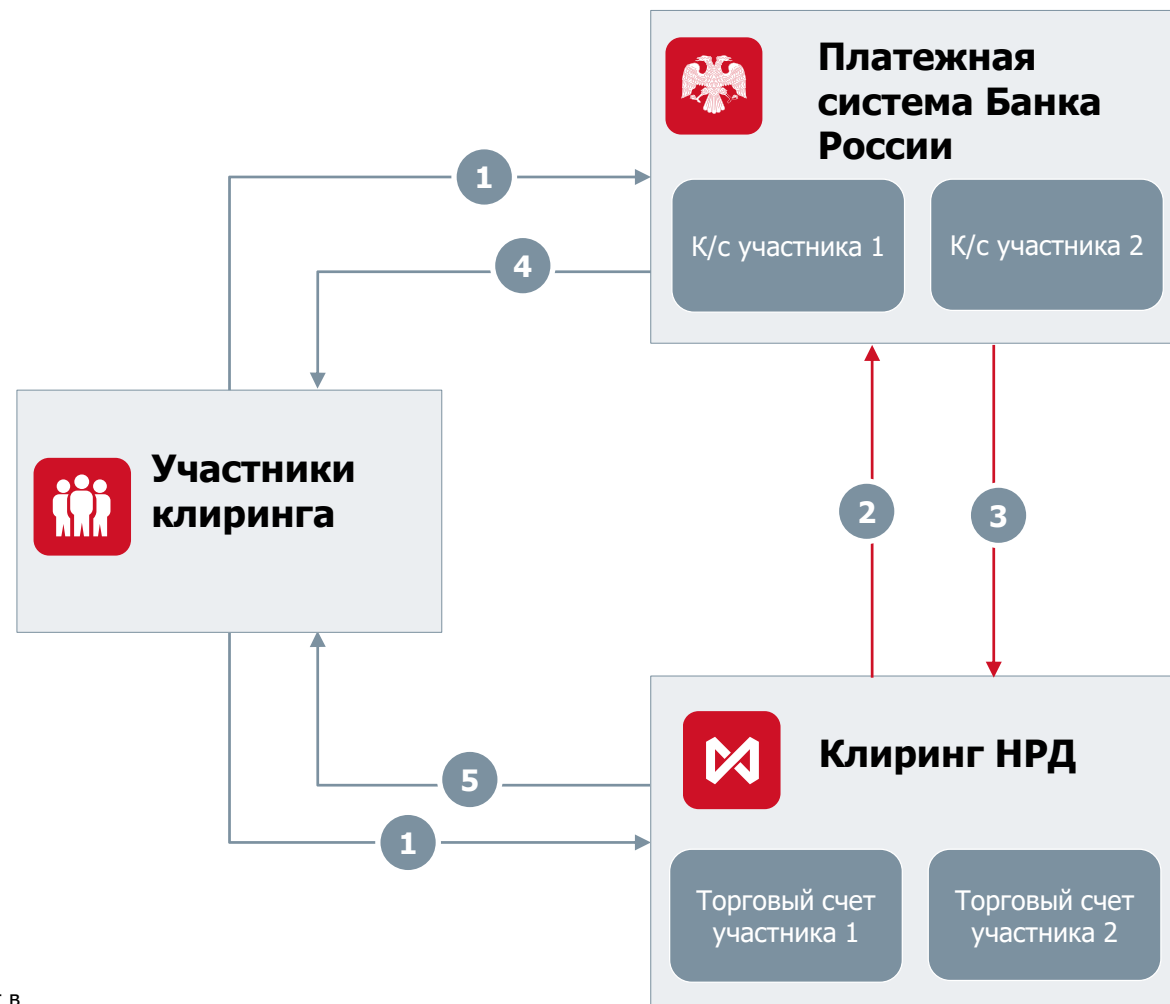 Платежная
система Банка
России
1
К/с участника 1
К/с участника 2
4
Участники
клиринга
2
3
Клиринг НРД
5
1
Торговый счет
участника 1
Торговый счет
участника 2
в